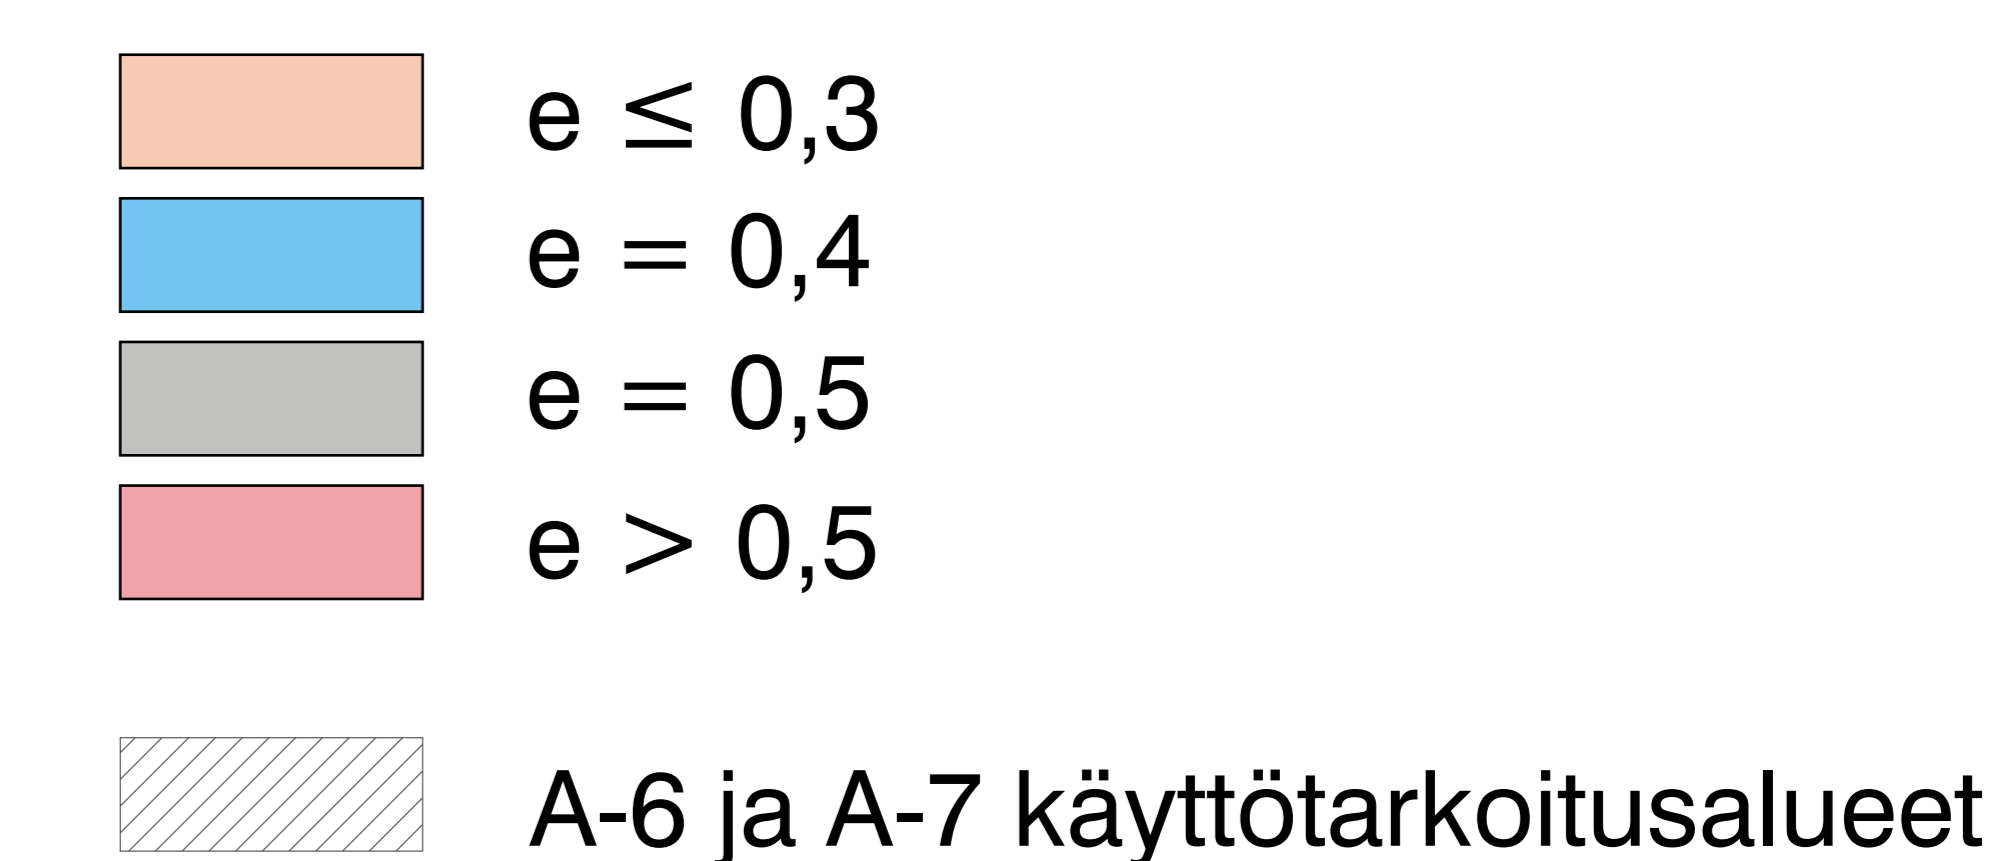 e ≤ 0,3
e = 0,4
e = 0,5
e > 0,5
A-6 ja A-7 käyttötarkoitusalueet